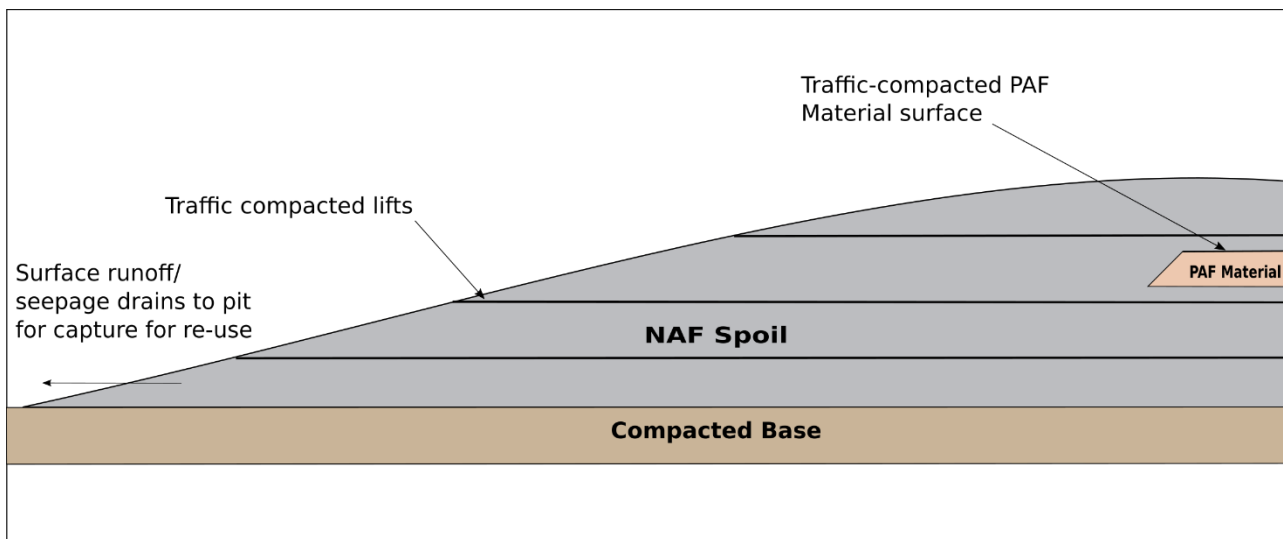 Traffic-compacted PAF
Material surface
Traffic compacted lifts
Surface runoff/
seepage drains to pit
for capture for re-use
PAF Material
NAF Spoil
Compacted Base